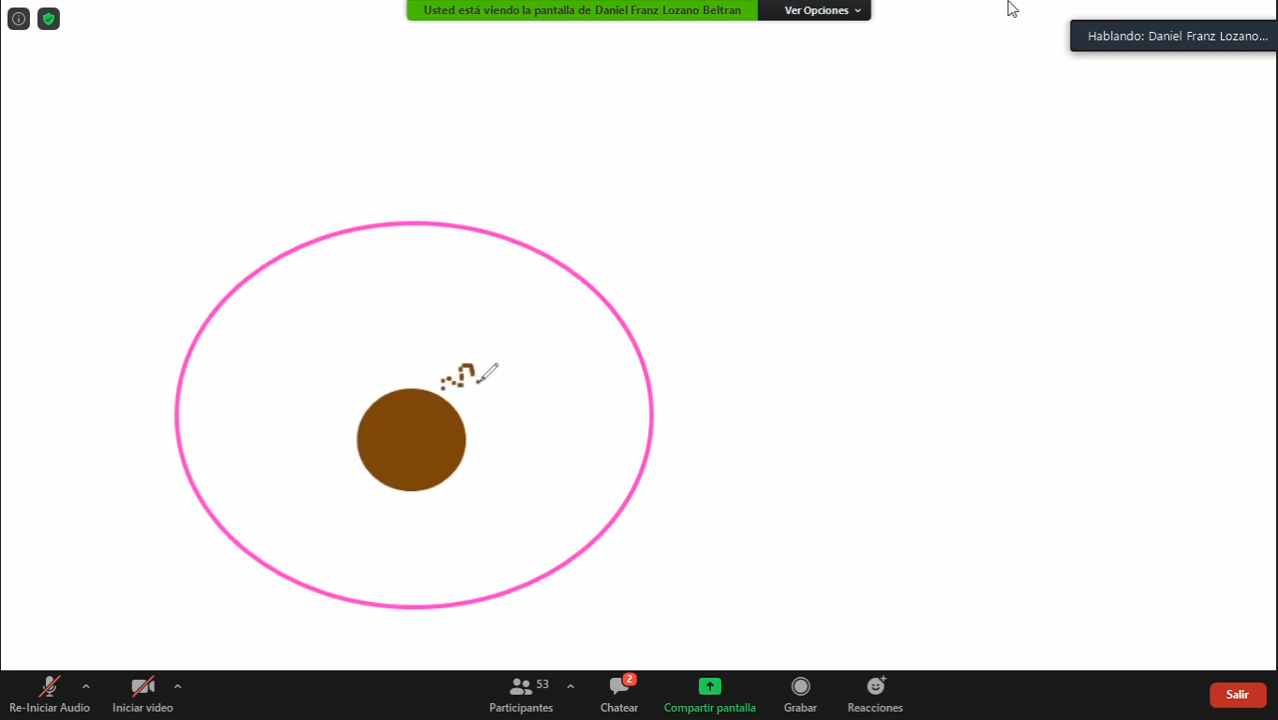 Usted está viendo la pantalla de Daniel Franz Lozano Beltran
Ver Opciones
Hablando: Daniel Franz Lozano...
Re-Iniciar Audio
Iniciar video
53
Participantes
2
Chatear
Compartir pantalla
Grabar
Reacciones
Salir